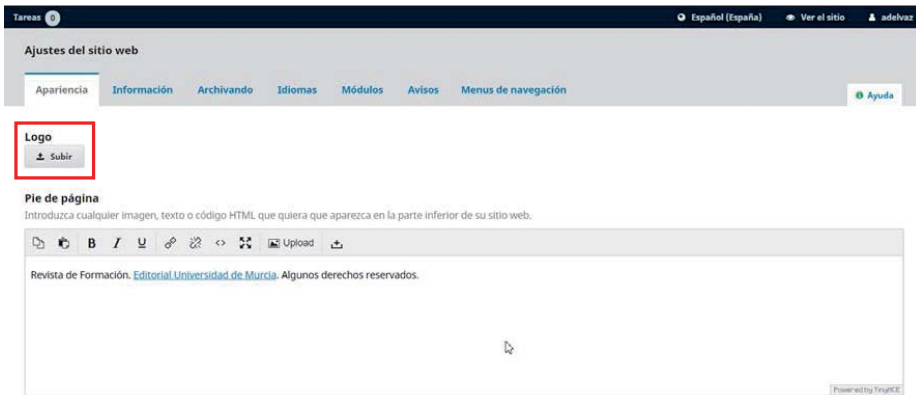 Tareas 0 Español (España) Ver el sitio adelvaz
Ajustes del sitio web
Apariencia Información Archivando Idiomas Módulos Avisos Menus de navegación Ayuda
Logo
Subir
Pie de página
Introduzca cualquier imagen, texto o código HTML que quiera que aparezca en la parte inferior de su sitio web.
B I U Upload
Revista de Formación. Editorial Universidad de Murcia. Algunos derechos reservados.
Powered by TinyMCE